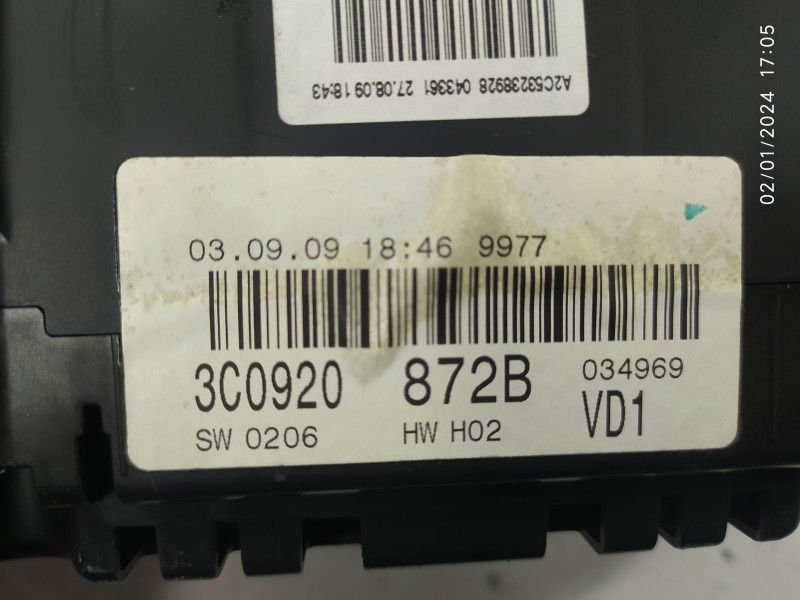 A2C53238928 043361 27.08.09 18:43
02/01/2024 17:05
03.09.09 18:46 9977
3C0920 872B 034969
SW 0206 HW H02 VD1